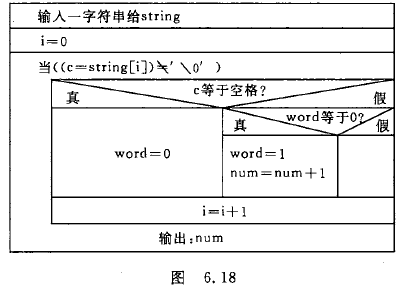 输入一字符串给string
i=0
当((c=string[i])≠'\0')
c等于空格?
真
假
word等于0?
真
假
word=0
word=1
num=num+1
i=i+1
输出:num
图 6.18